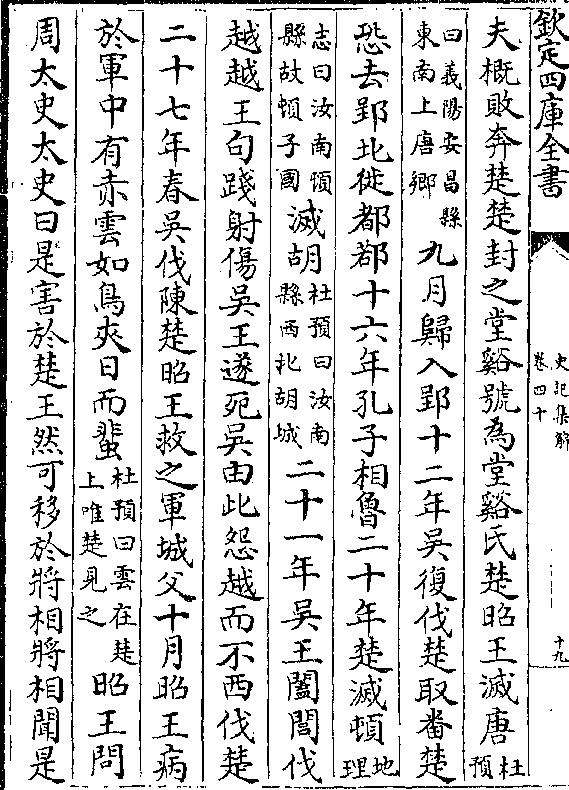 欽定四庫全書
史記集解
卷四十
十九
夫概敗奔楚楚封之堂谿號為堂谿氏楚昭王滅唐杜預
曰義陽安昌縣東南上唐鄉九月歸入郢十二年吳復伐楚取番楚
恐去郢北徙都鄀十六年孔子相魯二十年楚滅頓地理
志曰汝南頓縣故頓子國滅胡杜預曰汝南縣西北胡城二十一年吳王闔閭伐
越越王句踐射傷吳王遂死吳由此怨越而不西伐楚
二十七年春吳伐陳楚昭王救之軍城父十月昭王病
於軍中有赤雲如鳥夾日而蜚杜預曰雲在楚上唯楚見之昭王問
周太史太史曰是害於楚王然可移於將相將相聞是